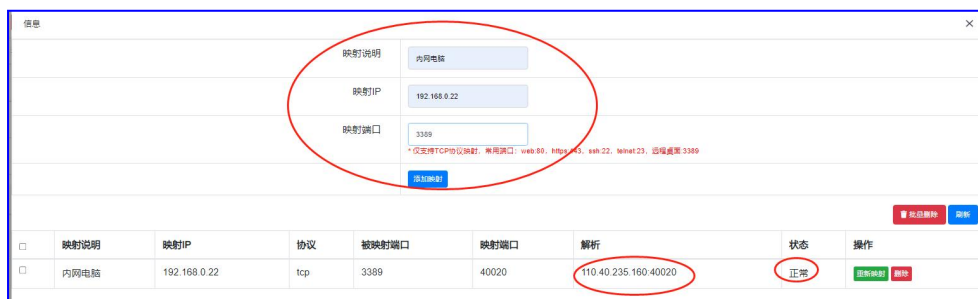 信息
映射说明 内网电脑
映射IP 192.168.0.22
映射端口 3389
* 仅支持TCP协议映射，常用端口：web:80、https:443、ssh:22、telnet:23、远程桌面:3389
添加映射
批总删除 刷新
映射说明 映射IP 协议 被映射端口 映射端口 解析 状态 操作
内网电脑 192.168.0.22 tcp 3389 40020 110.40.235.160:40020 正常 重新映射 删除